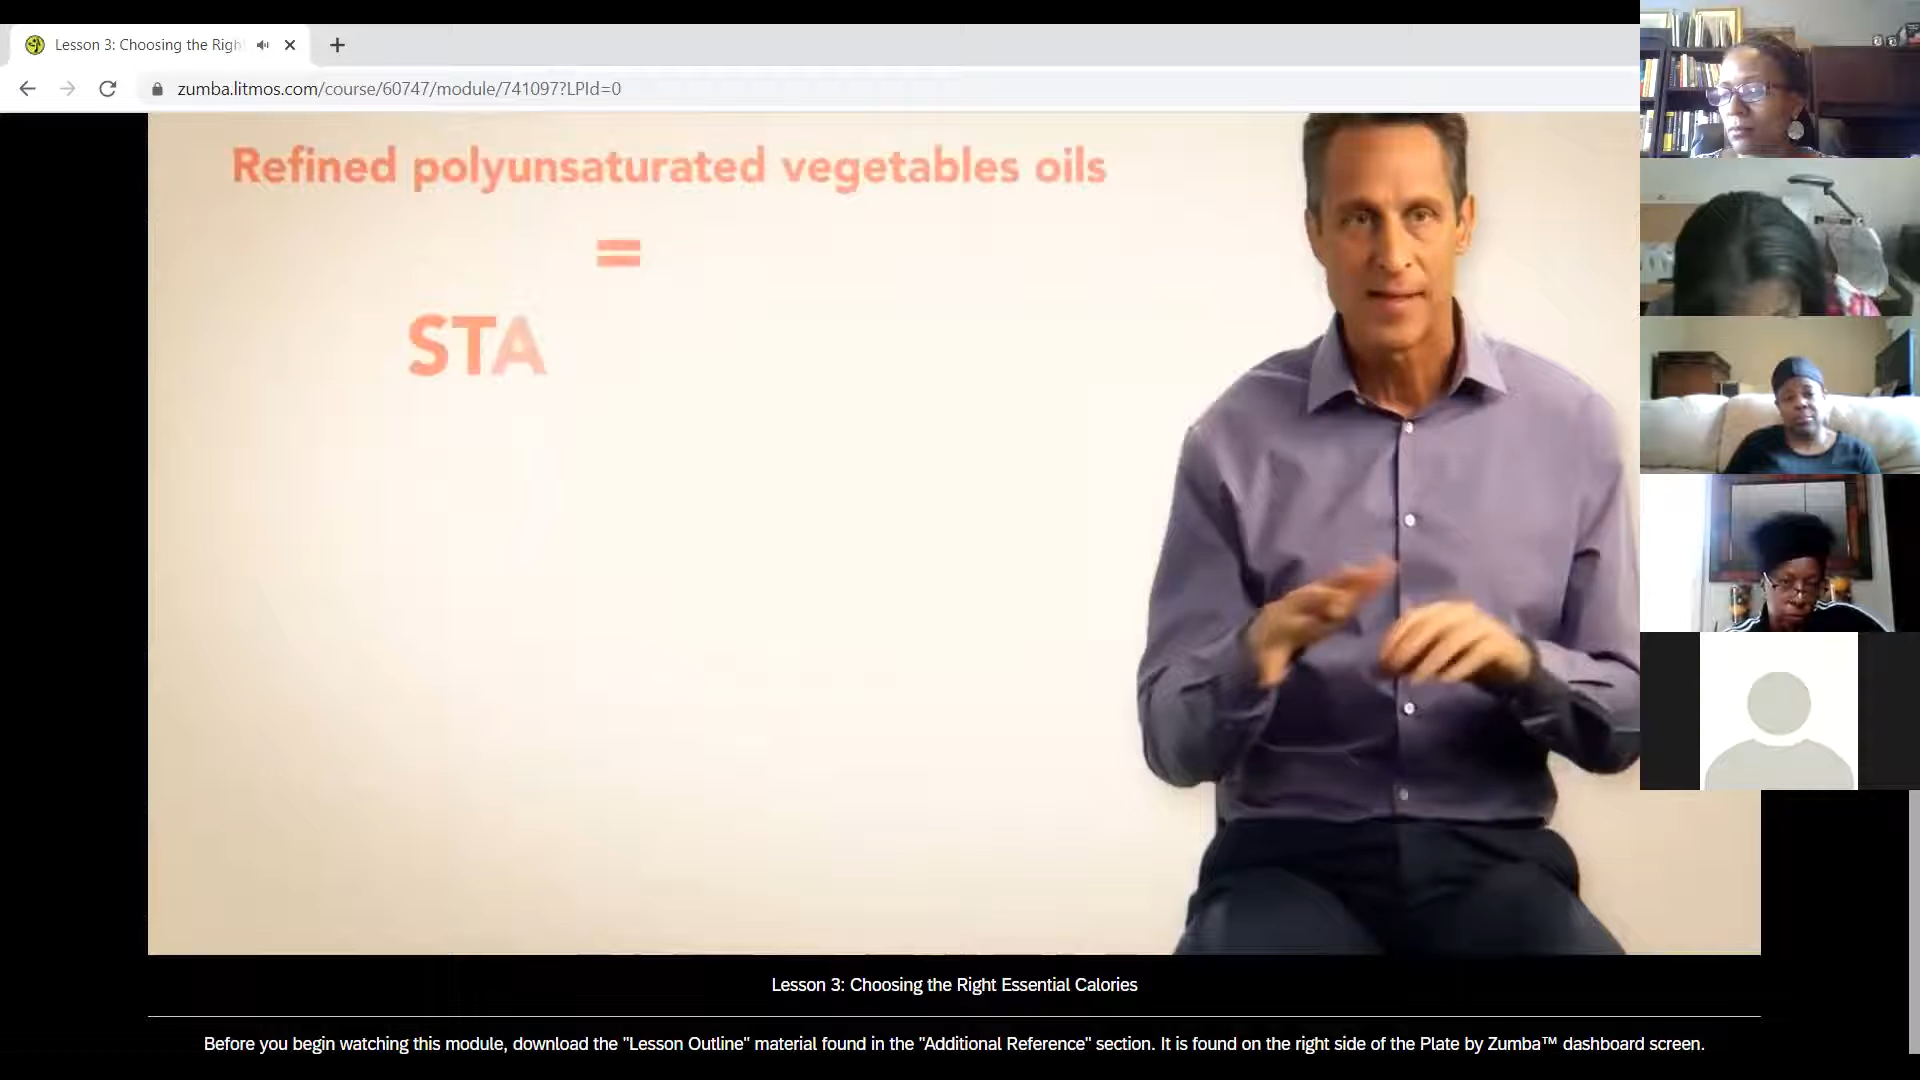 Lesson 3: Choosing the Righ
zumba.litmos.com/course/60747/module/741097?LPId=0
Refined polyunsaturated vegetables oils
=
STA
Lesson 3: Choosing the Right Essential Calories
Before you begin watching this module, download the "Lesson Outline" material found in the "Additional Reference" section. It is found on the right side of the Plate by Zumba™ dashboard screen.